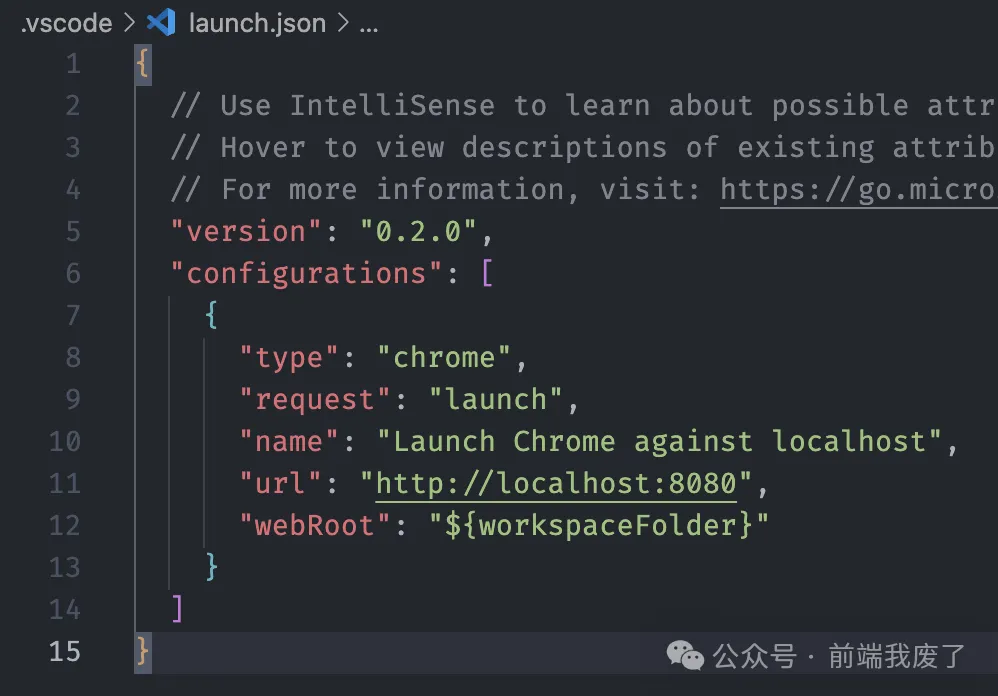 .vscode > launch.json > ...
1 {
2 // Use IntelliSense to learn about possible attr
3 // Hover to view descriptions of existing attrib
4 // For more information, visit: https://go.micro
5 "version": "0.2.0",
6 "configurations": [
7 {
8 "type": "chrome",
9 "request": "launch",
10 "name": "Launch Chrome against localhost",
11 "url": "http://localhost:8080",
12 "webRoot": "${workspaceFolder}"
13 }
14 ]
15 }
公众号 · 前端我废了